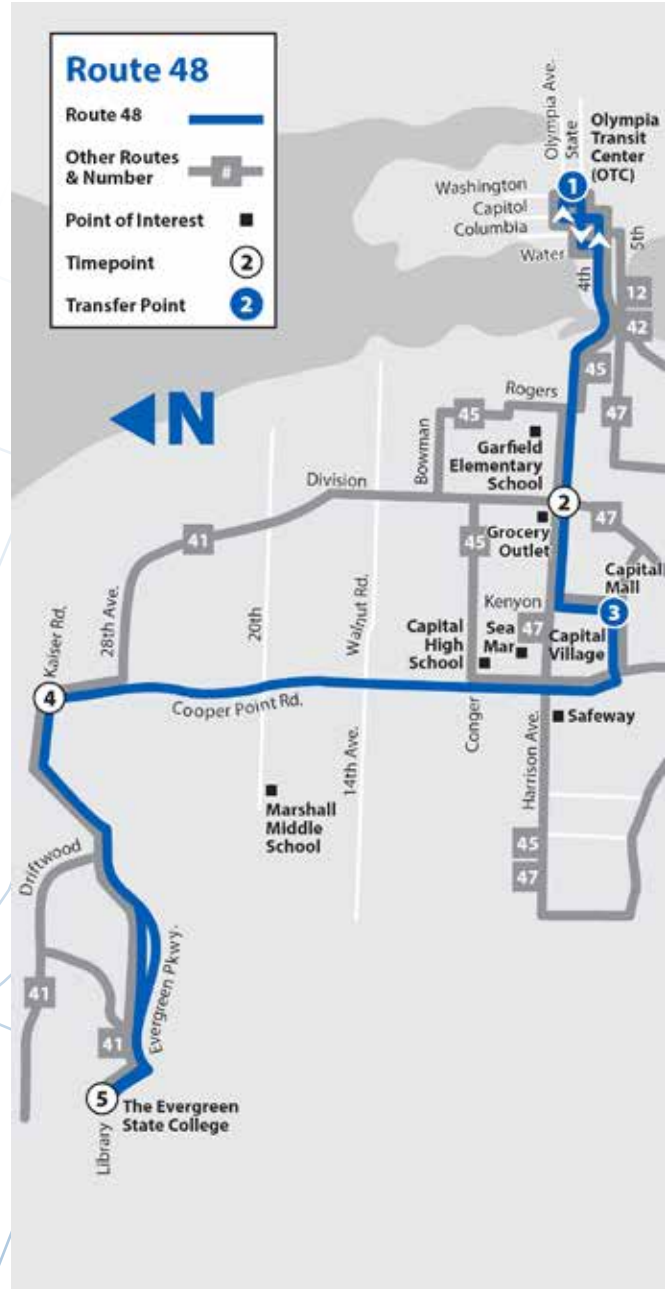 Route 48
Route 48
Other Routes
& Number
#
Point of Interest
Timepoint
2
Transfer Point
2
N
Olympia Ave.
State
Olympia
Transit
Center
(OTC)
1
Washington
Capitol
Columbia
Water
4th
5th
12
42
45
47
Rogers
45
Bowman
Garfield
Elementary
School
Division
2
47
41
45
Grocery
Outlet
Capital
Mall
3
Kenyon
47
Sea
Mar
Capital
Village
Capital
High
School
28th Ave.
Kaiser Rd.
20th
Walnut Rd.
4
Cooper Point Rd.
Conger
Safeway
Harrison Ave.
14th Ave.
Marshall
Middle
School
45
47
Driftwood
Evergreen Pkwy.
41
41
5
The Evergreen
State College
Library